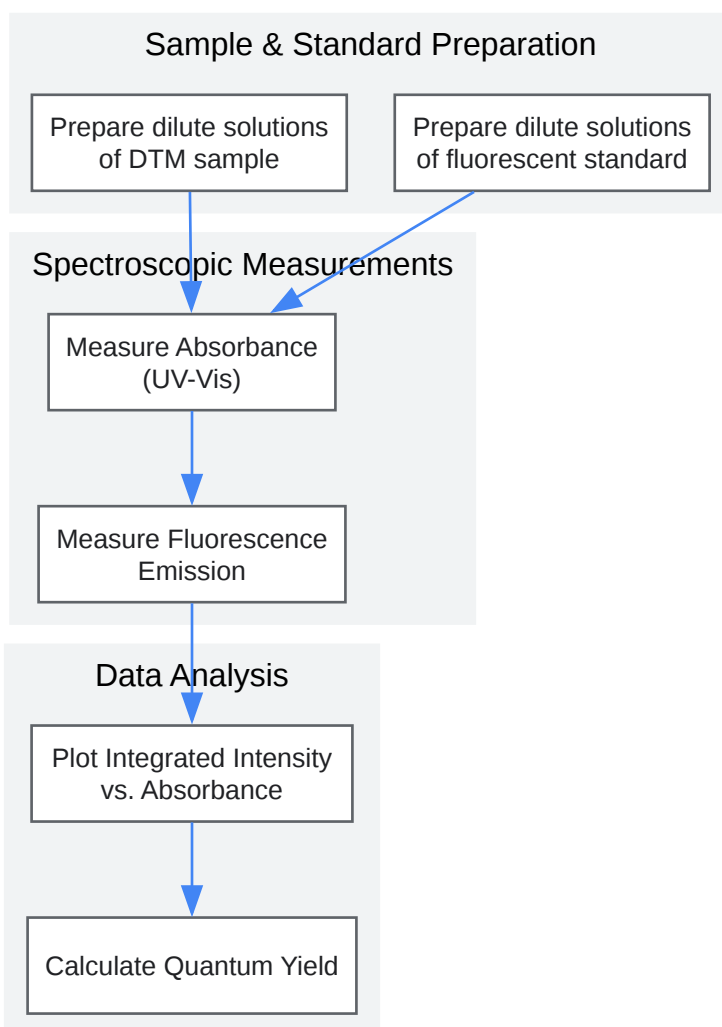 Sample & Standard Preparation
Prepare dilute solutions
of DTM sample
Prepare dilute solutions
of fluorescent standard
Spectroscopic Measurements
Measure Absorbance
(UV-Vis)
Measure Fluorescence
Emission
Data Analysis
Plot Integrated Intensity
vs. Absorbance
Calculate Quantum Yield